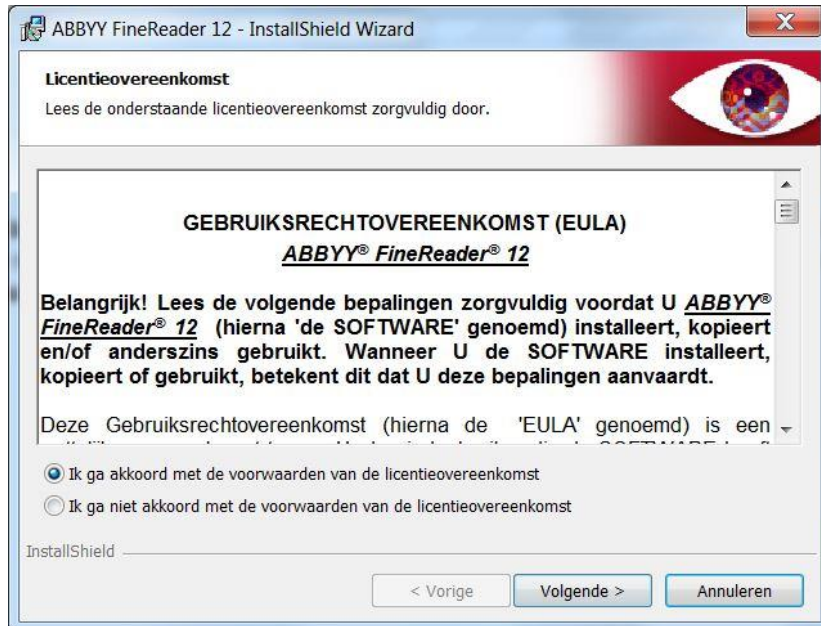 ABBYY FineReader 12 - InstallShield Wizard
Licentieovereenkomst
Lees de onderstaande licentieovereenkomst zorgvuldig door.
GEBRUIKSRECHTOVEREENKOMST (EULA)
ABBYY® FineReader® 12
Belangrijk! Lees de volgende bepalingen zorgvuldig voordat U ABBYY®
FineReader® 12 (hierna 'de SOFTWARE' genoemd) installeert, kopieert
en/of anderszins gebruikt. Wanneer U de SOFTWARE installeert,
kopieert of gebruikt, betekent dit dat U deze bepalingen aanvaardt.
Deze Gebruiksrechtovereenkomst (hierna de 'EULA' genoemd) is een
Ik ga akkoord met de voorwaarden van de licentieovereenkomst
Ik ga niet akkoord met de voorwaarden van de licentieovereenkomst
InstallShield
< Vorige
Volgende >
Annuleren